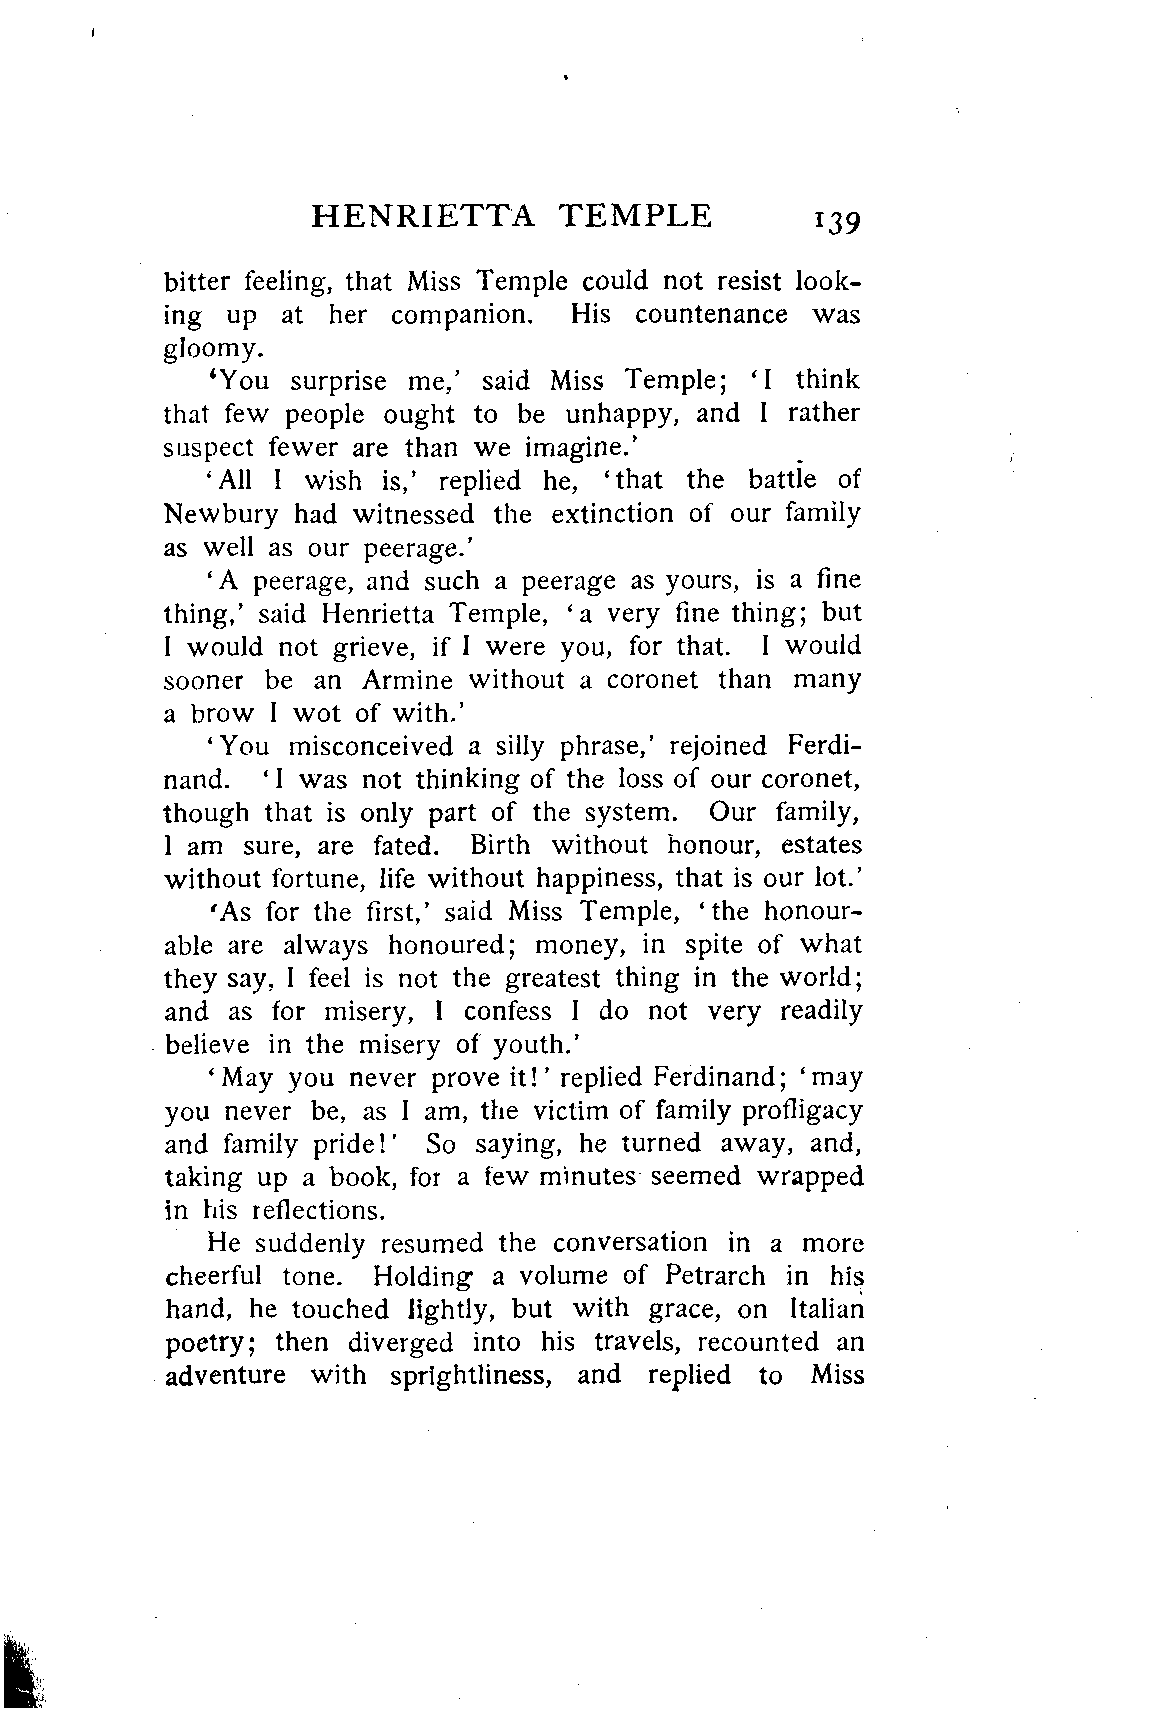 HENRIETTA TEMPLE 139
bitter feeling, that Miss Temple could not resist look-
ing up at her companion. His countenance was
gloomy.
'You surprise me,' said Miss Temple; 'I think
that few people ought to be unhappy, and I rather
suspect fewer are than we imagine.'
'All I wish is,' replied he, 'that the battle of
Newbury had witnessed the extinction of our family
as well as our peerage.'
'A peerage, and such a peerage as yours, is a fine
thing,' said Henrietta Temple, 'a very fine thing; but
I would not grieve, if I were you, for that. I would
sooner be an Armine without a coronet than many
a brow I wot of with.'
'You misconceived a silly phrase,' rejoined Ferdi-
nand. 'I was not thinking of the loss of our coronet,
though that is only part of the system. Our family,
I am sure, are fated. Birth without honour, estates
without fortune, life without happiness, that is our lot.'
'As for the first,' said Miss Temple, 'the honour-
able are always honoured; money, in spite of what
they say, I feel is not the greatest thing in the world;
and as for misery, I confess I do not very readily
believe in the misery of youth.'
'May you never prove it!' replied Ferdinand; 'may
you never be, as I am, the victim of family profligacy
and family pride!' So saying, he turned away, and,
taking up a book, for a few minutes seemed wrapped
in his reflections.
He suddenly resumed the conversation in a more
cheerful tone. Holding a volume of Petrarch in his
hand, he touched lightly, but with grace, on Italian
poetry; then diverged into his travels, recounted an
adventure with sprightliness, and replied to Miss